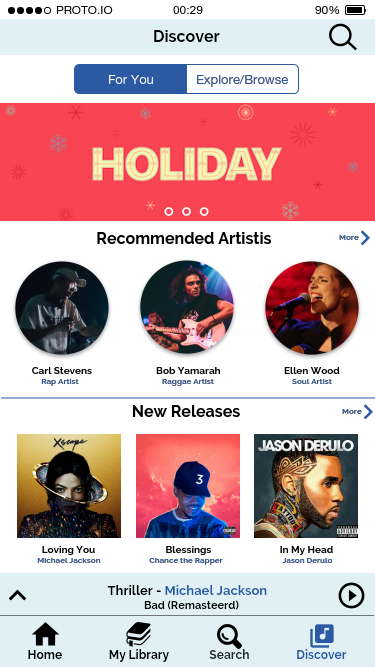 PROTO.IO 00:29 90%
Discover
For You Explore/Browse
HOLIDAY
Recommended Artistis More
Carl Stevens Bob Yamarah Ellen Wood
Rap Artist Raggae Artist Soul Artist
New Releases More
Xscape
3
JASON DERULO
Loving You Blessings In My Head
Michael Jackson Chance the Rapper Jason Derulo
Thriller - Michael Jackson
Bad (Remasterd)
Home My Library Search Discover